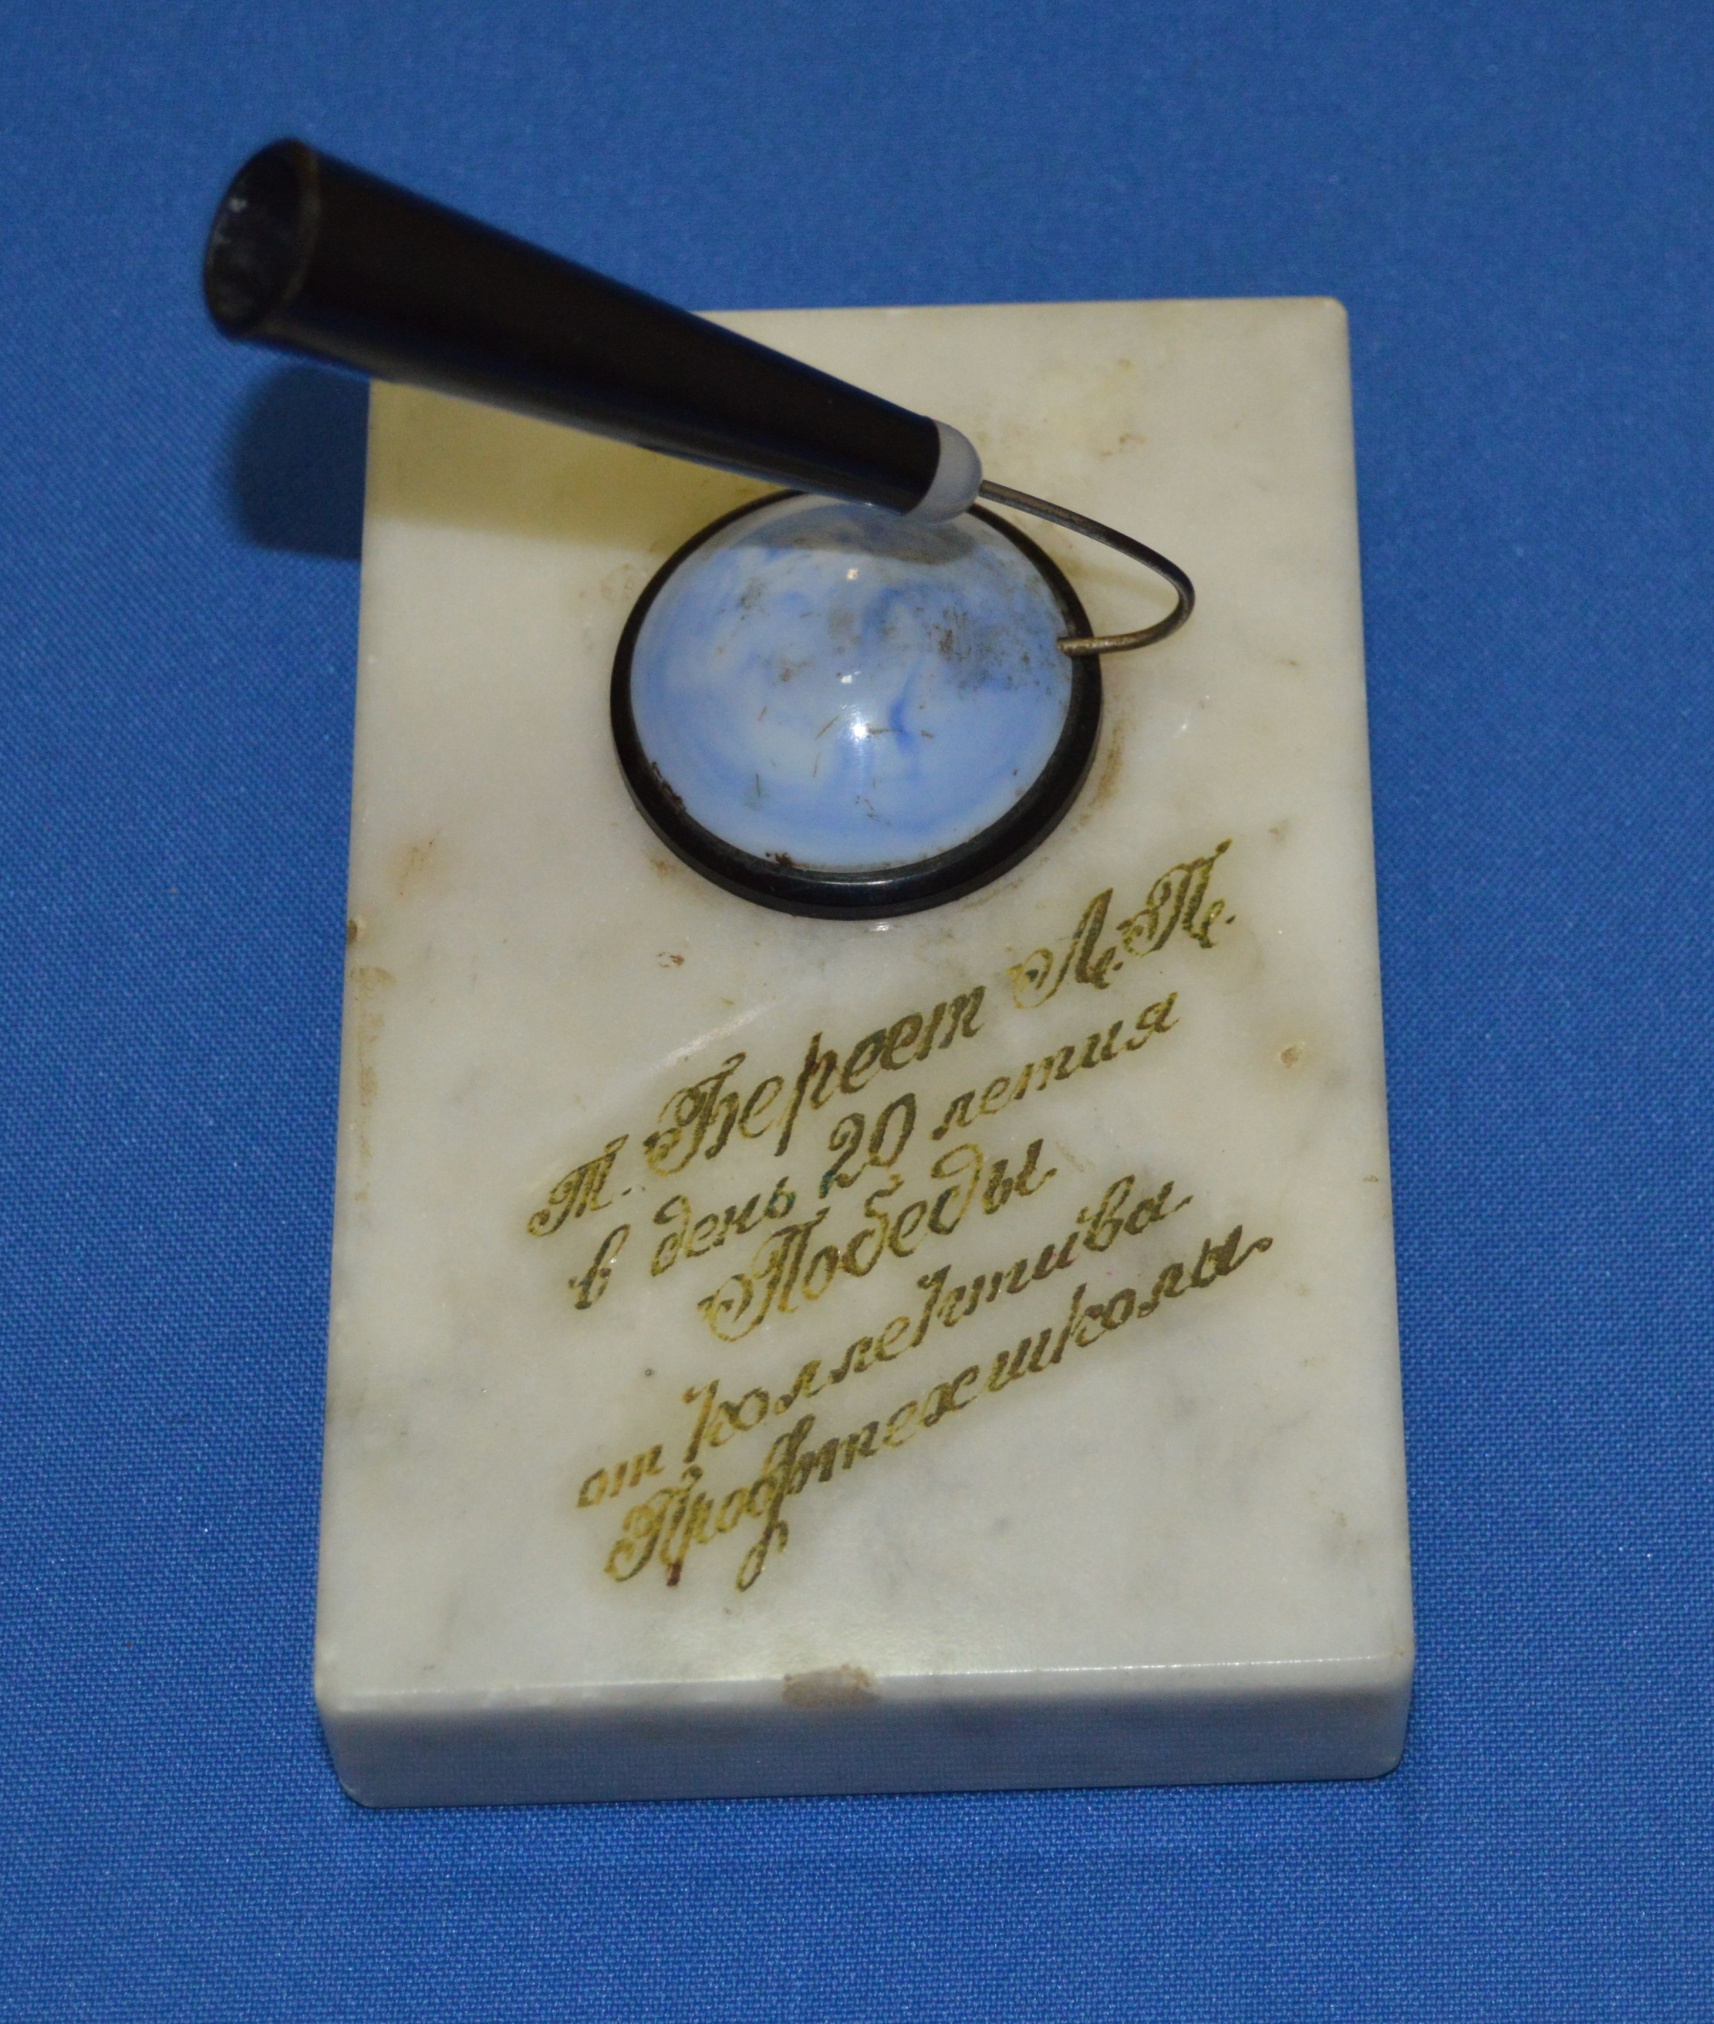 Т. Береет Л.П.
в день 20 летия
Победы
от коллектива
Профтехшколы